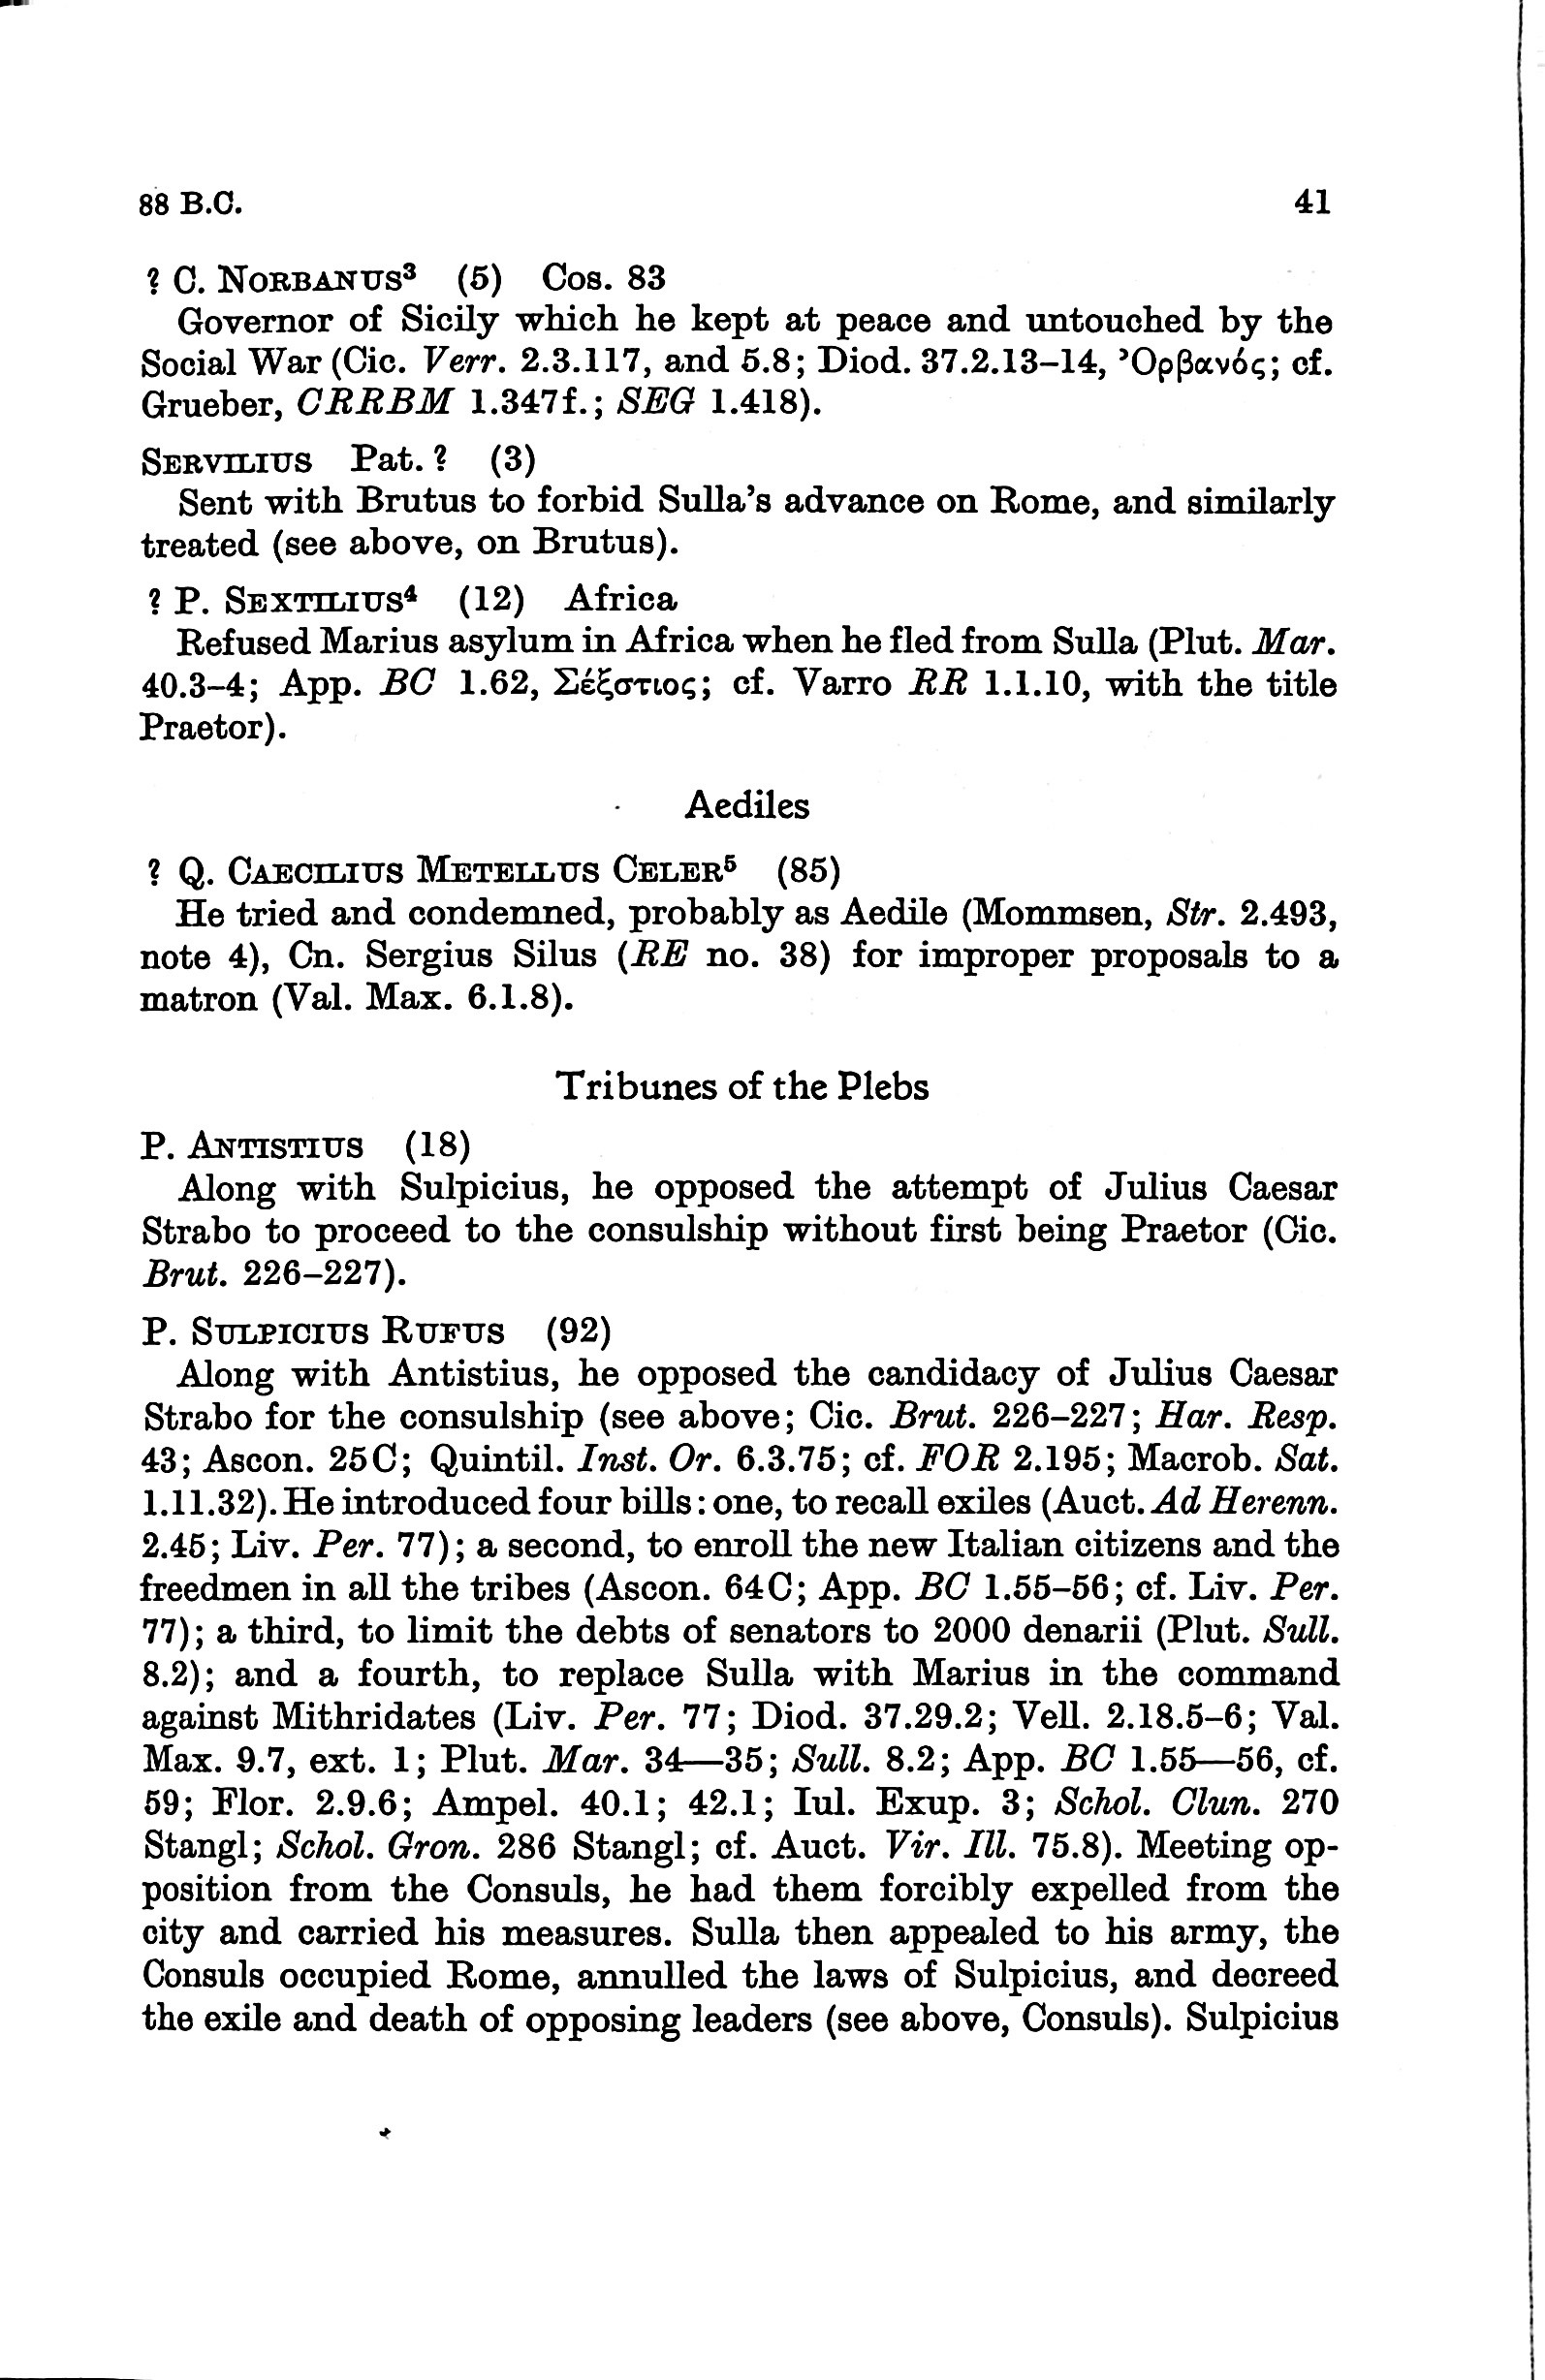 88 B.C. 41
? C. NORBANUS³ (5) Cos. 83
Governor of Sicily which he kept at peace and untouched by the
Social War (Cic. Verr. 2.3.117, and 5.8; Diod. 37.2.13–14, Ὀρβανός; cf.
Grueber, CRRBM 1.347f.; SEG 1.418).
SERVILIUS Pat. ? (3)
Sent with Brutus to forbid Sulla's advance on Rome, and similarly
treated (see above, on Brutus).
? P. SEXTILIUS⁴ (12) Africa
Refused Marius asylum in Africa when he fled from Sulla (Plut. Mar.
40.3–4; App. BC 1.62, Σέξστιος; cf. Varro RR 1.1.10, with the title
Praetor).
Aediles
? Q. CAECILIUS METELLUS CELER⁵ (85)
He tried and condemned, probably as Aedile (Mommsen, Str. 2.493,
note 4), Cn. Sergius Silus (RE no. 38) for improper proposals to a
matron (Val. Max. 6.1.8).
Tribunes of the Plebs
P. ANTISTIUS (18)
Along with Sulpicius, he opposed the attempt of Julius Caesar
Strabo to proceed to the consulship without first being Praetor (Cic.
Brut. 226–227).
P. SULPICIUS RUFUS (92)
Along with Antistius, he opposed the candidacy of Julius Caesar
Strabo for the consulship (see above; Cic. Brut. 226–227; Har. Resp.
43; Ascon. 25C; Quintil. Inst. Or. 6.3.75; cf. FOR 2.195; Macrob. Sat.
1.11.32). He introduced four bills: one, to recall exiles (Auct. Ad Herenn.
2.45; Liv. Per. 77); a second, to enroll the new Italian citizens and the
freedmen in all the tribes (Ascon. 64C; App. BC 1.55–56; cf. Liv. Per.
77); a third, to limit the debts of senators to 2000 denarii (Plut. Sull.
8.2); and a fourth, to replace Sulla with Marius in the command
against Mithridates (Liv. Per. 77; Diod. 37.29.2; Vell. 2.18.5–6; Val.
Max. 9.7, ext. 1; Plut. Mar. 34—35; Sull. 8.2; App. BC 1.55—56, cf.
59; Flor. 2.9.6; Ampel. 40.1; 42.1; Iul. Exup. 3; Schol. Clun. 270
Stangl; Schol. Gron. 286 Stangl; cf. Auct. Vir. Ill. 75.8). Meeting op-
position from the Consuls, he had them forcibly expelled from the
city and carried his measures. Sulla then appealed to his army, the
Consuls occupied Rome, annulled the laws of Sulpicius, and decreed
the exile and death of opposing leaders (see above, Consuls). Sulpicius